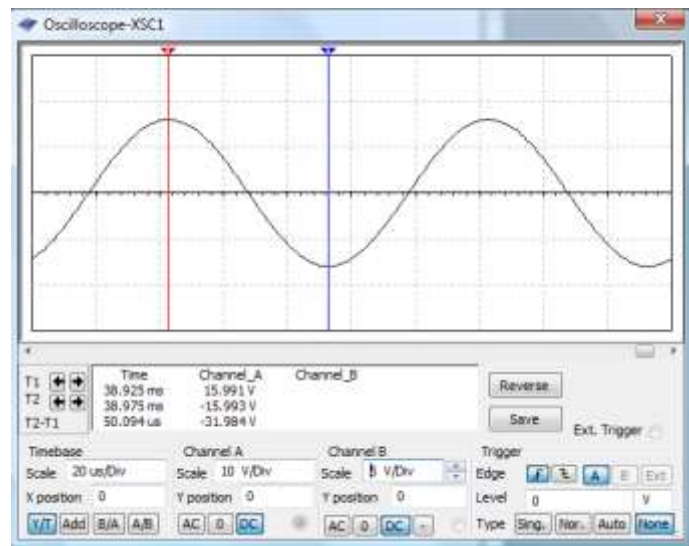 Oscilloscope-XSC1
Time Channel_A Channel_B
T1 38.925 ms 15.991 V
T2 38.975 ms -15.993 V
T2-T1 50.094 us -31.984 V
Reverse
Save
Ext. Trigger
Timebase Channel A Channel B Trigger
Scale 20 us/Div Scale 10 V/Div Scale V/Div Edge A B Ext
X position 0 Y position 0 Y position 0 Level 0 V
Y/T Add B/A A/B AC 0 DC AC 0 DC - Type Sing. Nor. Auto None